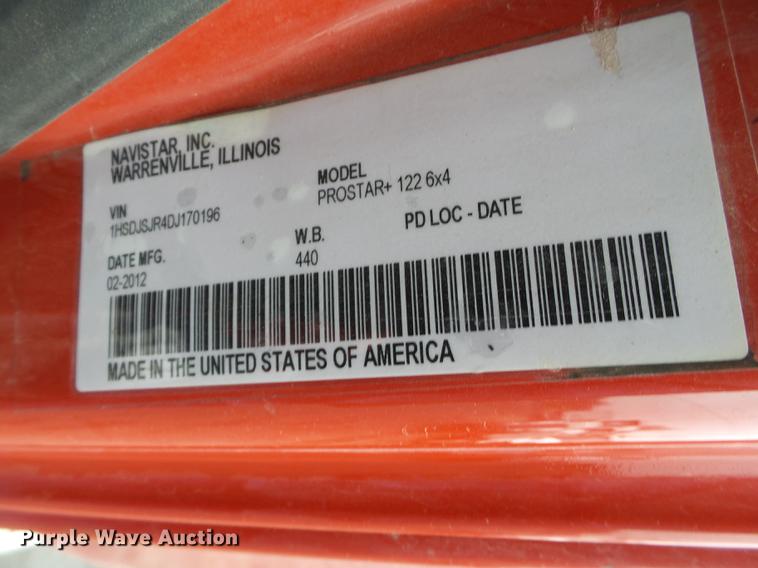 NAVISTAR, INC.
WARRENVILLE, ILLINOIS
MODEL
PROSTAR+ 122 6x4
VIN
1HSDJSJR4DJ170196
PD LOC - DATE
W.B.
440
DATE MFG.
02-2012
MADE IN THE UNITED STATES OF AMERICA
Purple Wave Auction